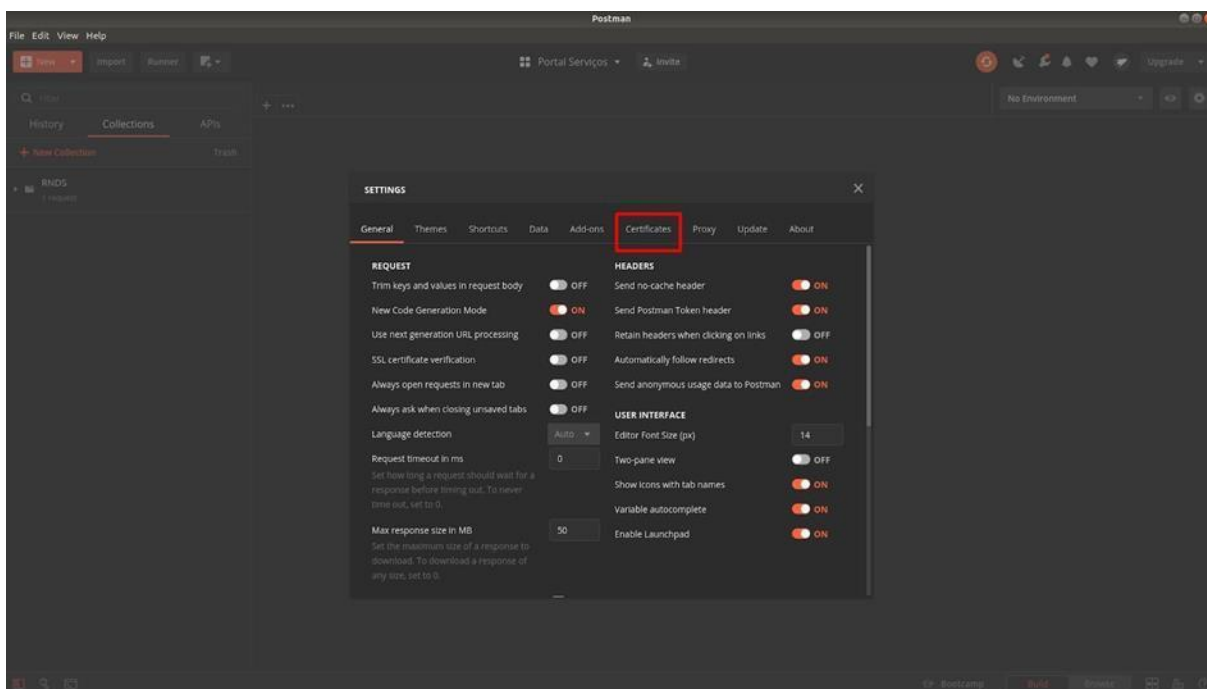 Postman
File Edit View Help
New Import Runner
Portal Serviços
Invite
Upgrade
Filter
No Environment
History Collections APIs
New Collection Trash
RNDS
1 request
SETTINGS
General Themes Shortcuts Data Add-ons Certificates Proxy Update About
REQUEST
Trim keys and values in request body OFF
New Code Generation Mode ON
Use next generation URL processing OFF
SSL certificate verification OFF
Always open requests in new tab OFF
Always ask when closing unsaved tabs OFF
Language detection Auto
Request timeout in ms 0
Set how long a request should wait for a
response before timing out. To never
time out, set to 0.
Max response size in MB 50
Set the maximum size of a response to
download. To download a response of
any size, set to 0.
HEADERS
Send no-cache header ON
Send Postman Token header ON
Retain headers when clicking on links OFF
Automatically follow redirects ON
Send anonymous usage data to Postman ON
USER INTERFACE
Editor Font Size (px) 14
Two-pane view OFF
Show icons with tab names ON
Variable autocomplete ON
Enable Launchpad ON
Bootcamp Build Browse